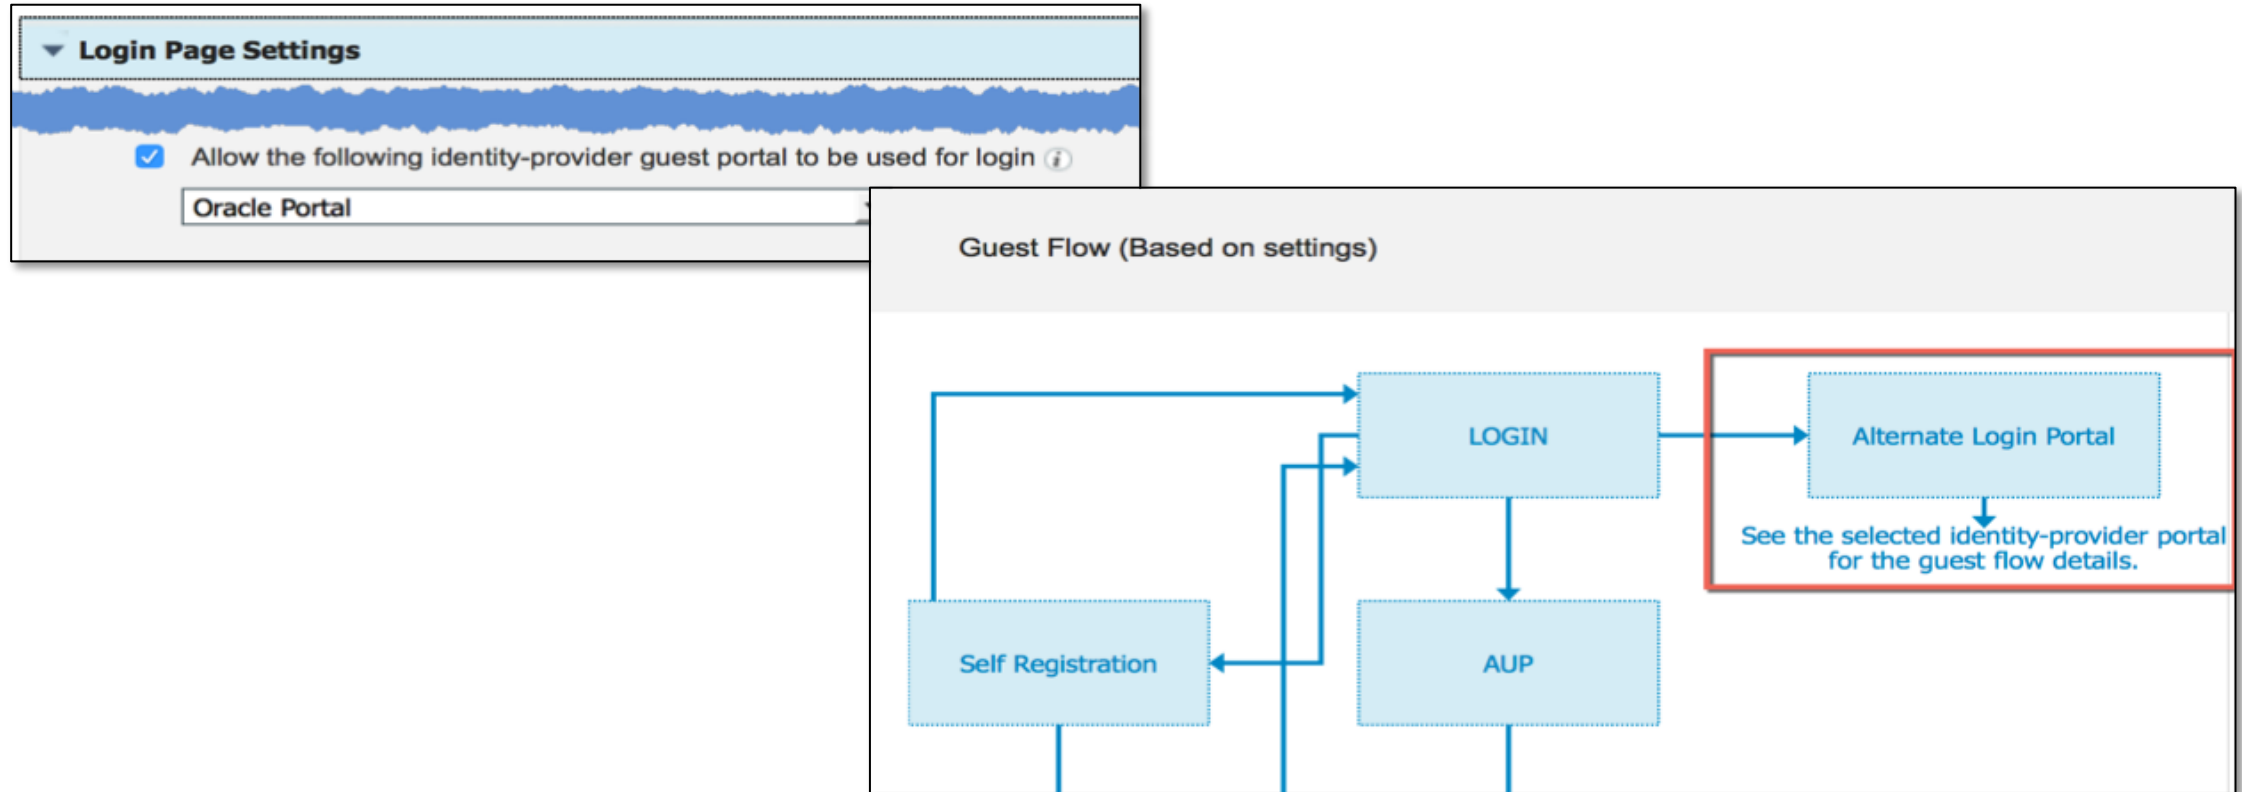 Login Page Settings
Allow the following identity-provider guest portal to be used for login
Oracle Portal
Guest Flow (Based on settings)
LOGIN
Alternate Login Portal
See the selected identity-provider portal
for the guest flow details.
Self Registration
AUP